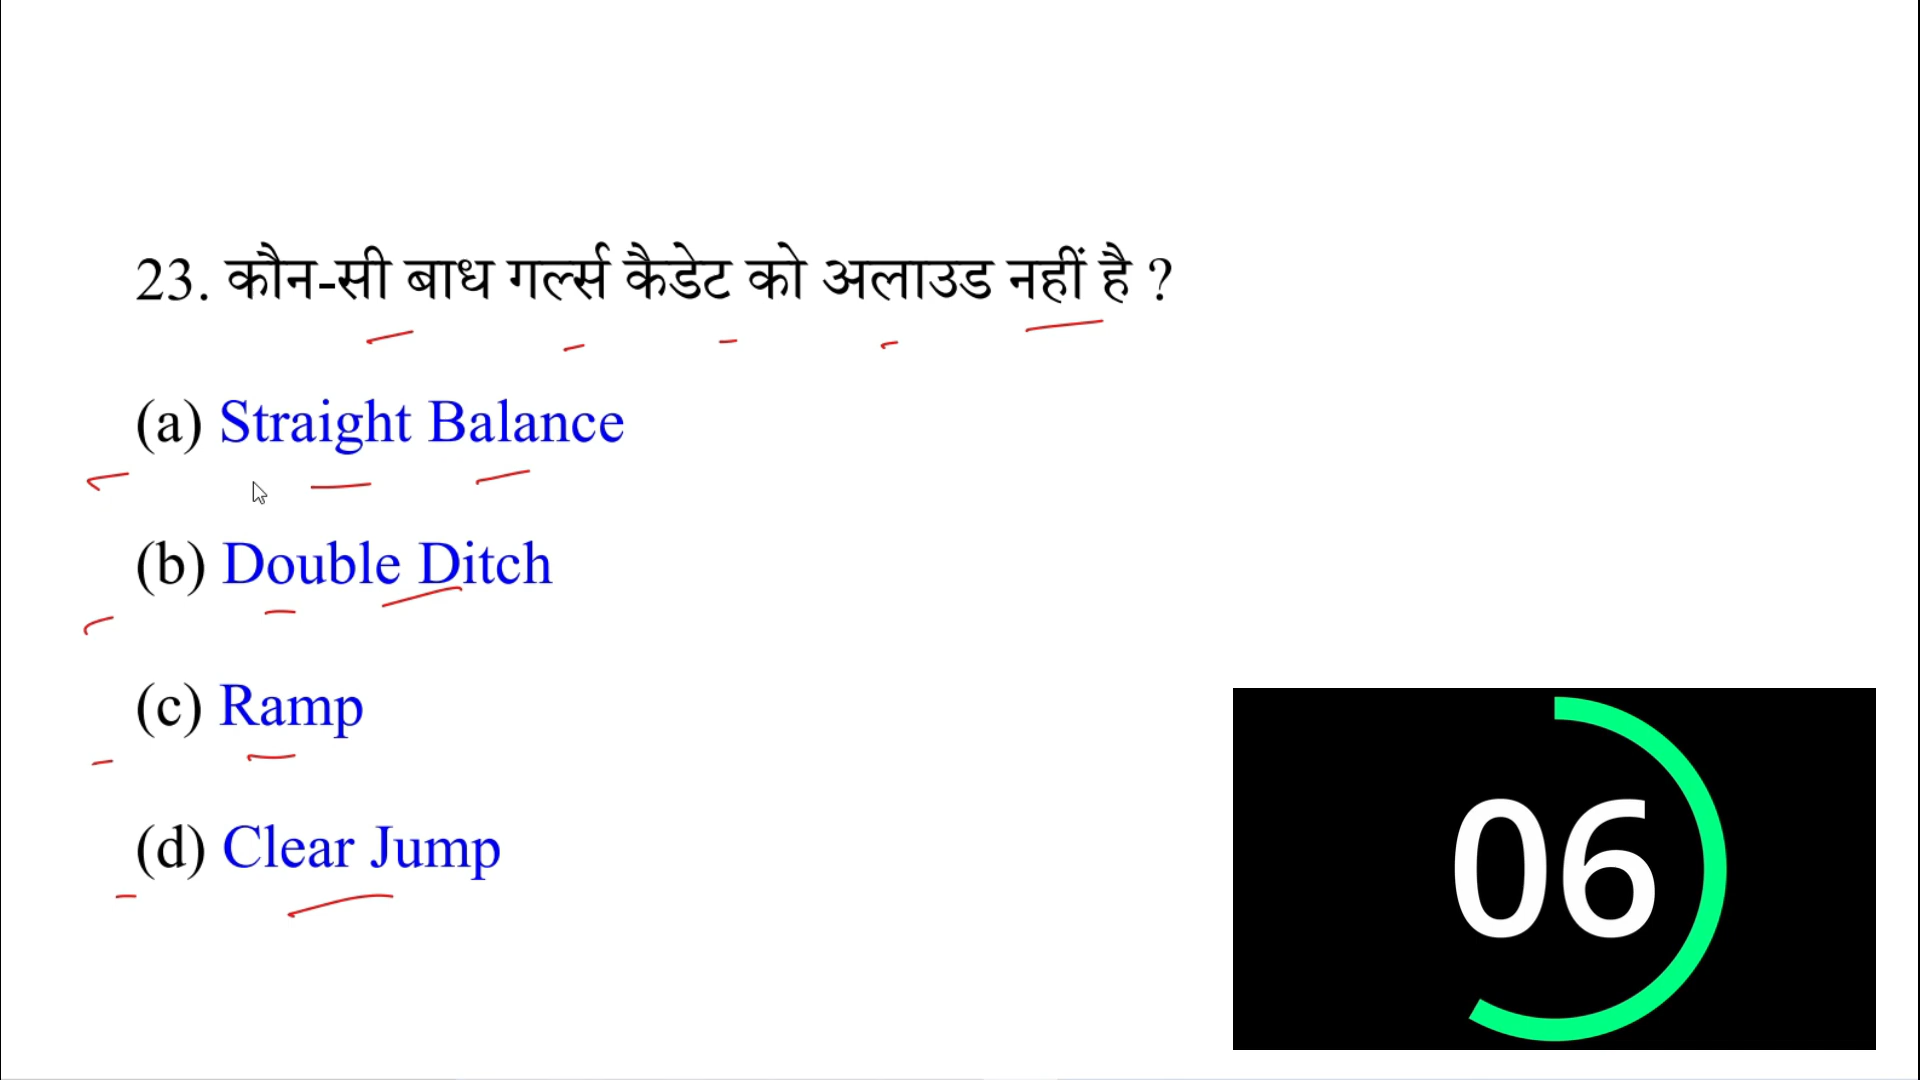 23. कौन-सी बाध गर्ल्स कैडेट को अलाउड नहीं है ?
(a) Straight Balance
(b) Double Ditch
(c) Ramp
(d) Clear Jump
06